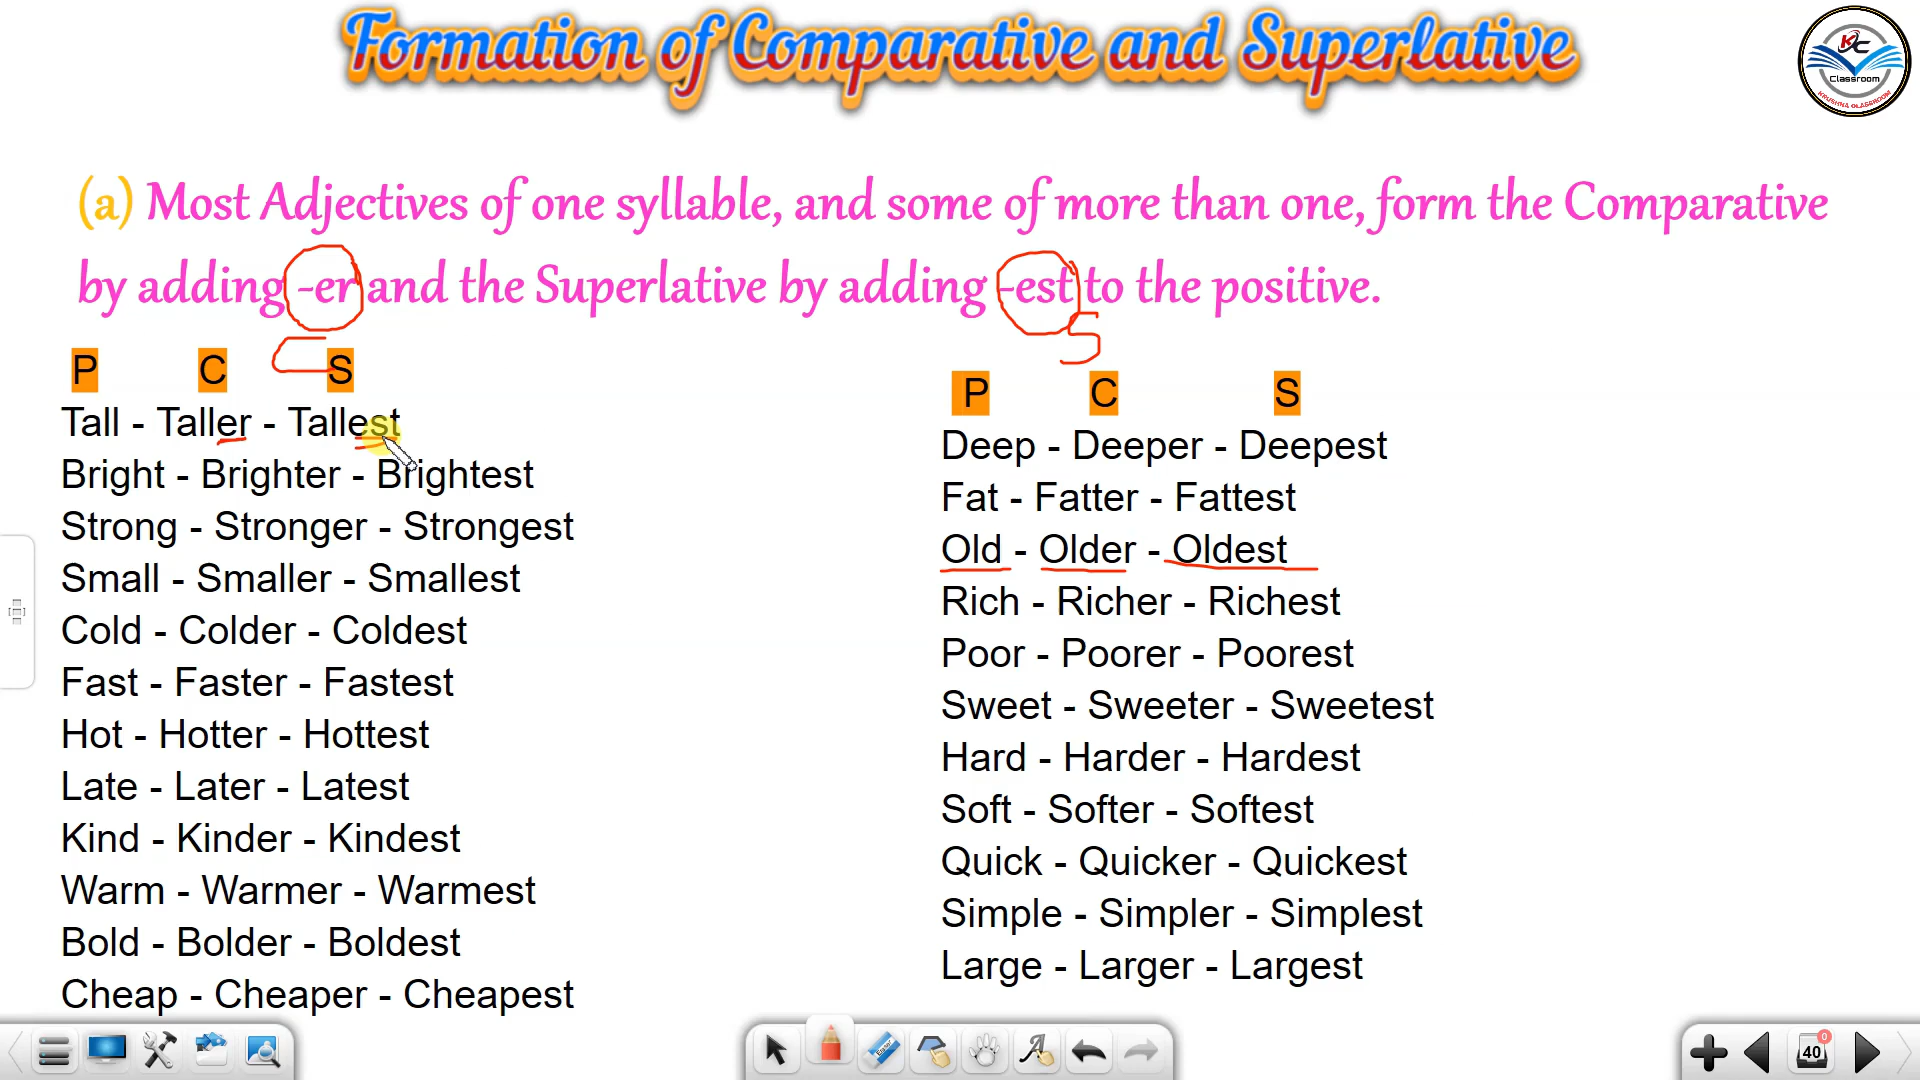 Formation of Comparative and Superlative
KC
Classroom
KRUSHNA CLASSROOM
(a) Most Adjectives of one syllable, and some of more than one, form the Comparative
by adding -er and the Superlative by adding -est to the positive.
C
S
P C S
Tall - Taller - Tallest
Bright - Brighter - Brightest
Strong - Stronger - Strongest
Small - Smaller - Smallest
Cold - Colder - Coldest
Fast - Faster - Fastest
Hot - Hotter - Hottest
Late - Later - Latest
Kind - Kinder - Kindest
Warm - Warmer - Warmest
Bold - Bolder - Boldest
Cheap - Cheaper - Cheapest
P C S
Deep - Deeper - Deepest
Fat - Fatter - Fattest
Old - Older - Oldest
Rich - Richer - Richest
Poor - Poorer - Poorest
Sweet - Sweeter - Sweetest
Hard - Harder - Hardest
Soft - Softer - Softest
Quick - Quicker - Quickest
Simple - Simpler - Simplest
Large - Larger - Largest
Eraser
A
40
0